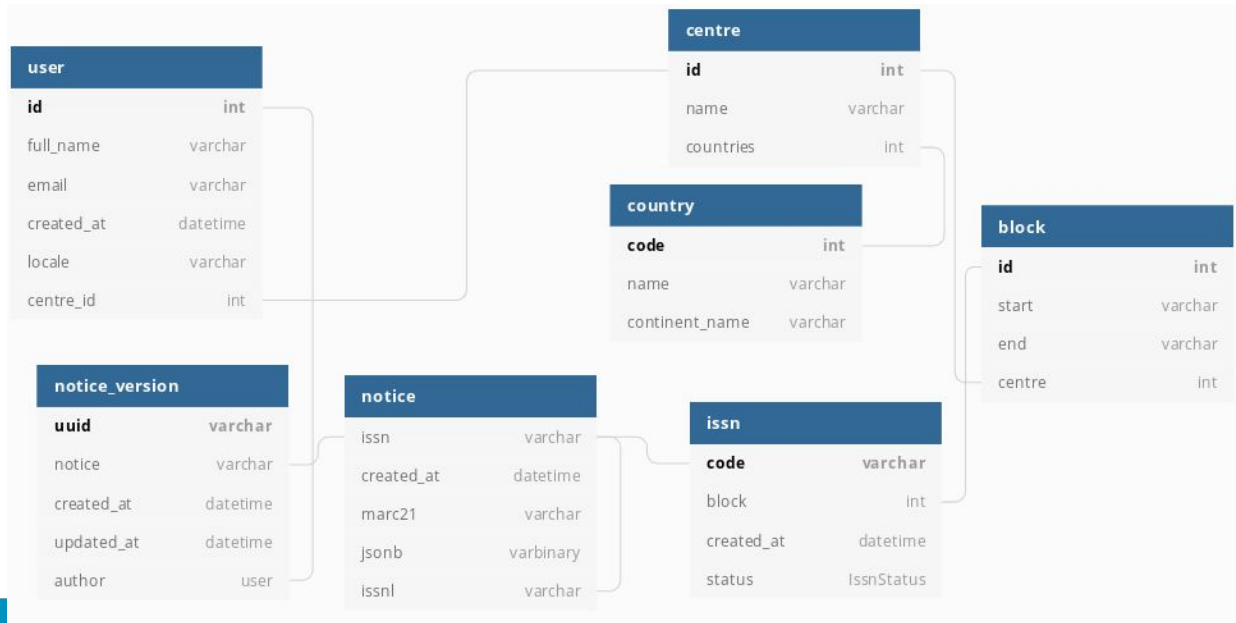 user
id int
full_name varchar
email varchar
created_at datetime
locale varchar
centre_id int
centre
id int
name varchar
countries int
country
code int
name varchar
continent_name varchar
block
id int
start varchar
end varchar
centre int
notice_version
uuid varchar
notice varchar
created_at datetime
updated_at datetime
author user
notice
issn varchar
created_at datetime
marc21 varchar
jsonb varbinary
issnl varchar
issn
code varchar
block int
created_at datetime
status IssnStatus